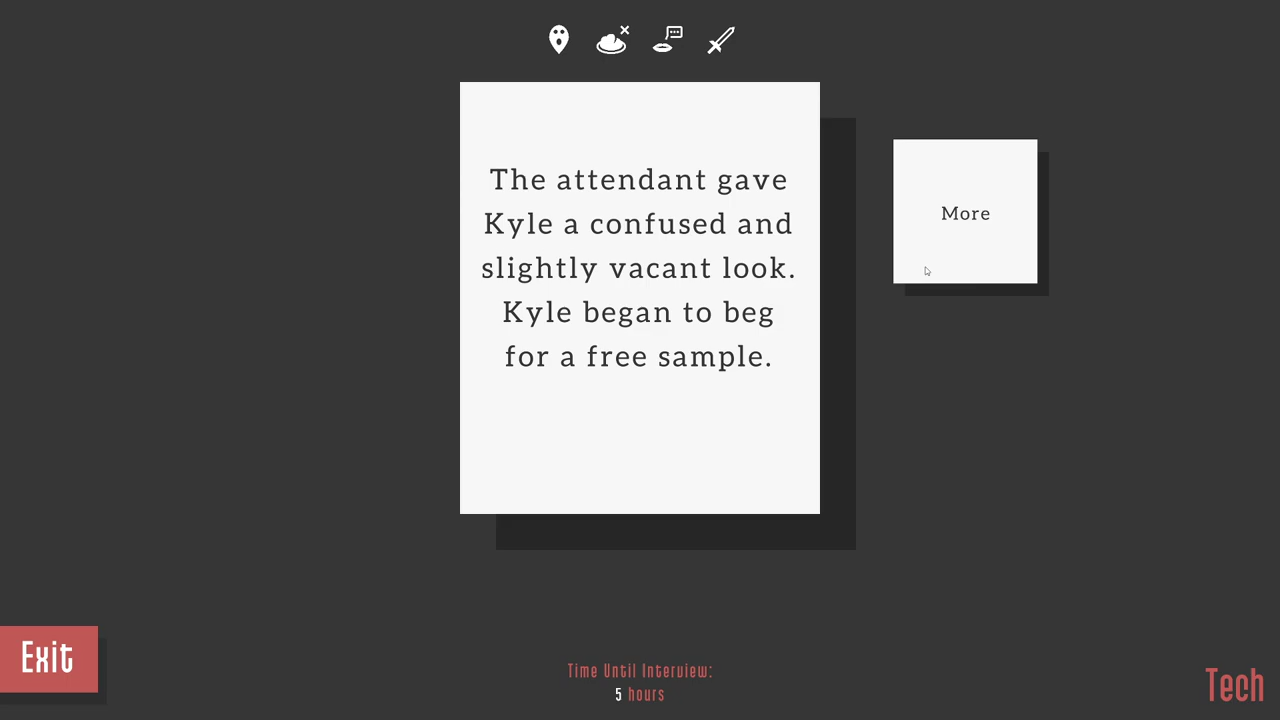 The attendant gave
Kyle a confused and
slightly vacant look.
Kyle began to beg
for a free sample.
More
Exit
Time Until Interview:
5 hours
Tech